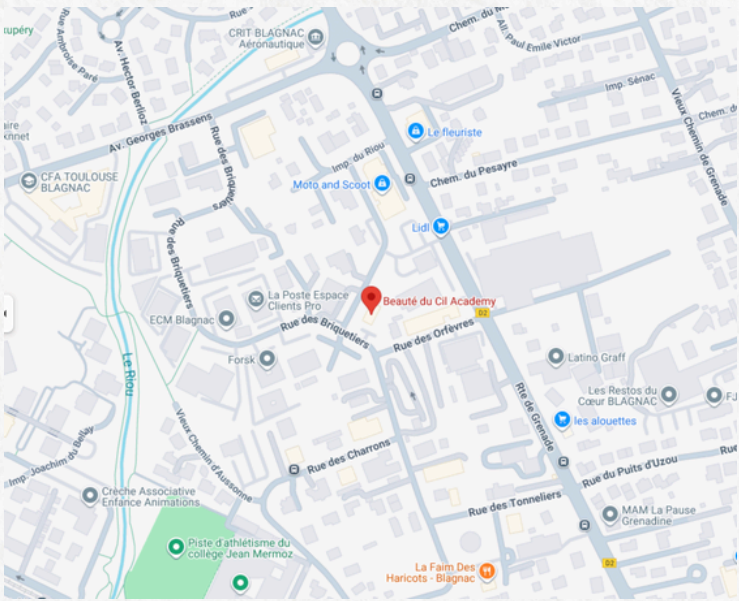 Rue
Chem. du M
CRIT BLAGNAC
Aéronautique
All. Paul Emile Victor
xupéry
Rue Ambroise Paré
Av. Hector Berlioz
Imp. Sénac
Vieux Chemin de Grenade
Chem. d
Av. Georges Brassens
Le fleuriste
aire
Rue des Briquetiers
Imp. du Riou
CFA TOULOUSE
BLAGNAC
Moto and Scoot
Chem. du Pesayre
Rue des Briquetiers
Lidl
La Poste Espace
Clients Pro
Beauté du Cil Academy
ECM Blagnac
D2
Rue des Briquetiers
Rue des Orfèvres
Le Riou
Forsk
Latino Graff
Les Restos du
Cœur BLAGNAC
FJ
Rte de Grenade
les alouettes
Vieux Chemin d'Aussonne
Imp. Joachim du Bellay
Rue des Charrons
Rue du Puits d'Uzou
Rue
Crèche Associative
Enfance Animations
Rue des Tonneliers
MAM La Pause
Grenadine
Piste d'athlétisme du
collège Jean Mermoz
D2
La Faim Des
Haricots - Blagnac